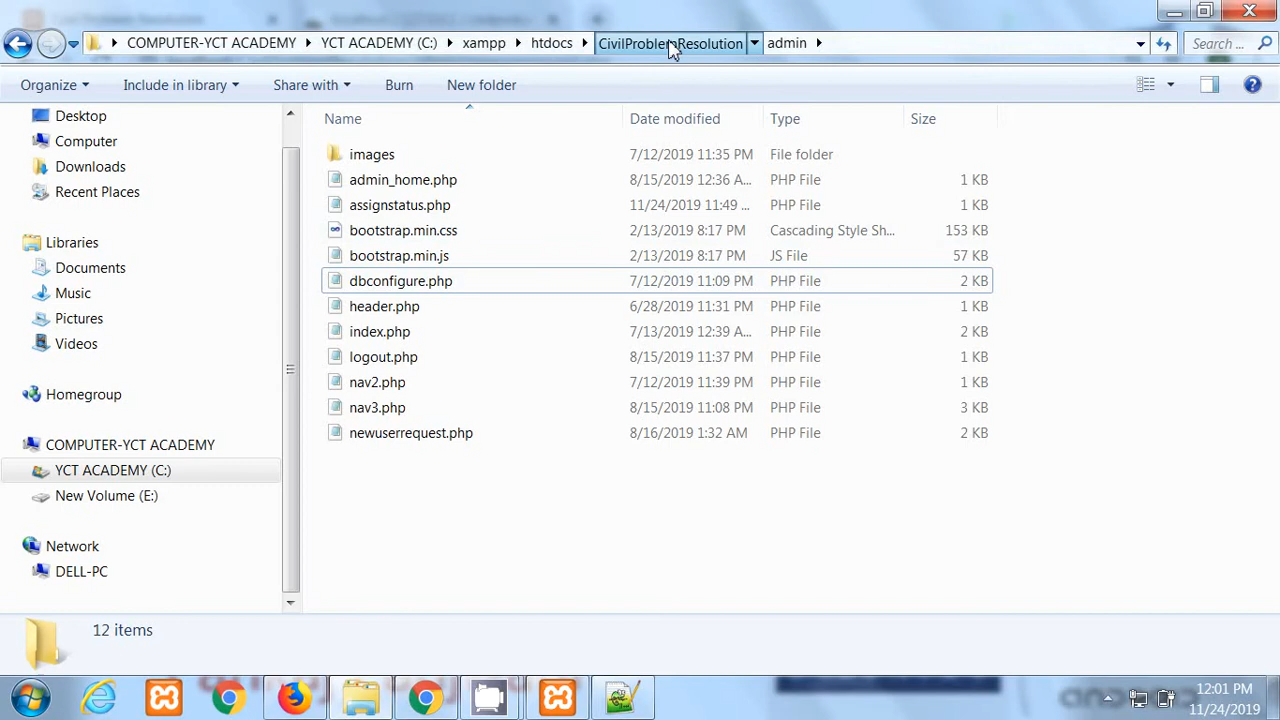 COMPUTER-YCT ACADEMY YCT ACADEMY (C:) xampp htdocs CivilProblemResolution admin Search ...
Organize Include in library Share with Burn New folder
Name Date modified Type Size
Desktop
Computer
Downloads
Recent Places
Libraries
Documents
Music
Pictures
Videos
Homegroup
COMPUTER-YCT ACADEMY
YCT ACADEMY (C:)
New Volume (E:)
Network
DELL-PC
images 7/12/2019 11:35 PM File folder
admin_home.php 8/15/2019 12:36 A... PHP File 1 KB
assignstatus.php 11/24/2019 11:49 ... PHP File 1 KB
bootstrap.min.css 2/13/2019 8:17 PM Cascading Style Sh... 153 KB
bootstrap.min.js 2/13/2019 8:17 PM JS File 57 KB
dbconfigure.php 7/12/2019 11:09 PM PHP File 2 KB
header.php 6/28/2019 11:31 PM PHP File 1 KB
index.php 7/13/2019 12:39 A... PHP File 2 KB
logout.php 8/15/2019 11:37 PM PHP File 1 KB
nav2.php 7/12/2019 11:39 PM PHP File 1 KB
nav3.php 8/15/2019 11:08 PM PHP File 3 KB
newuserrequest.php 8/16/2019 1:32 AM PHP File 2 KB
12 items
12:01 PM
11/24/2019